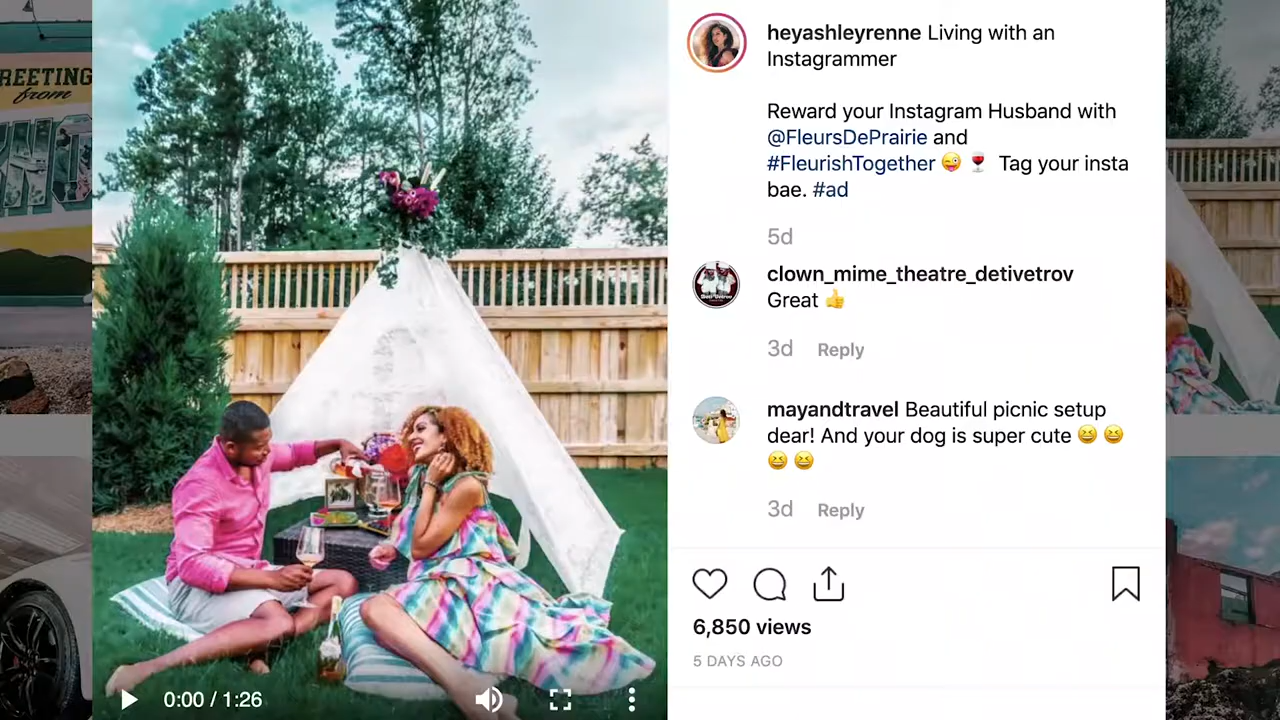 REETING
from
heyashleyrenne Living with an
Instagrammer
Reward your Instagram Husband with
@FleursDePrairie and
#FleurishTogether 😜 🍷 Tag your insta
bae. #ad
5d
clown_mime_theatre_detivetrov
Great 👍
3d Reply
mayandtravel Beautiful picnic setup
dear! And your dog is super cute 😆 😆
😆 😆
3d Reply
6,850 views
5 DAYS AGO
0:00 / 1:26